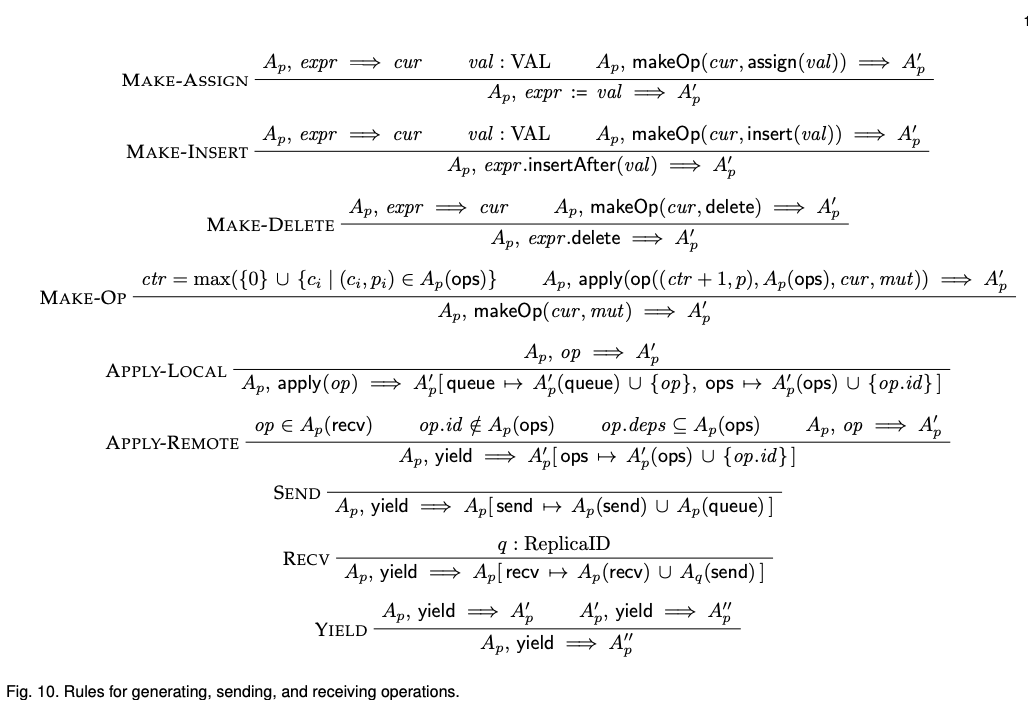 1
MAKE-ASSIGN A_p, expr ⟹ cur    val : VAL    A_p, makeOp(cur, assign(val)) ⟹ A′_p
A_p, expr := val ⟹ A′_p
MAKE-INSERT A_p, expr ⟹ cur    val : VAL    A_p, makeOp(cur, insert(val)) ⟹ A′_p
A_p, expr.insertAfter(val) ⟹ A′_p
MAKE-DELETE A_p, expr ⟹ cur    A_p, makeOp(cur, delete) ⟹ A′_p
A_p, expr.delete ⟹ A′_p
MAKE-OP ctr = max({0} ∪ {c_i | (c_i, p_i) ∈ A_p(ops)}    A_p, apply(op((ctr + 1, p), A_p(ops), cur, mut)) ⟹ A′_p
A_p, makeOp(cur, mut) ⟹ A′_p
APPLY-LOCAL A_p, op ⟹ A′_p
A_p, apply(op) ⟹ A′_p[ queue ↦ A′_p(queue) ∪ {op}, ops ↦ A′_p(ops) ∪ {op.id} ]
APPLY-REMOTE op ∈ A_p(recv)    op.id ∉ A_p(ops)    op.deps ⊆ A_p(ops)    A_p, op ⟹ A′_p
A_p, yield ⟹ A′_p[ ops ↦ A′_p(ops) ∪ {op.id} ]
SEND
A_p, yield ⟹ A_p[ send ↦ A_p(send) ∪ A_p(queue) ]
RECV q : ReplicaID
A_p, yield ⟹ A_p[ recv ↦ A_p(recv) ∪ A_q(send) ]
YIELD A_p, yield ⟹ A′_p    A′_p, yield ⟹ A″_p
A_p, yield ⟹ A″_p
Fig. 10. Rules for generating, sending, and receiving operations.